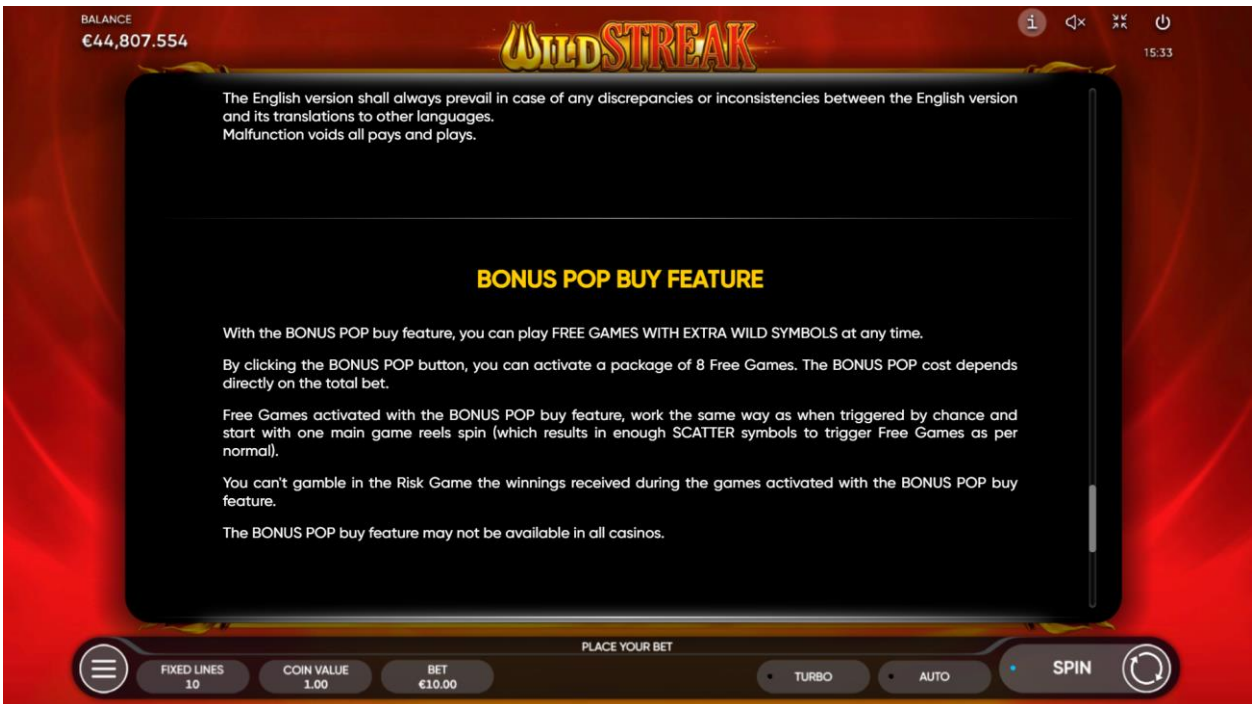 BALANCE
€44,807.554
WILDSTREAK
15:33
The English version shall always prevail in case of any discrepancies or inconsistencies between the English version
and its translations to other languages.
Malfunction voids all pays and plays.
BONUS POP BUY FEATURE
With the BONUS POP buy feature, you can play FREE GAMES WITH EXTRA WILD SYMBOLS at any time.
By clicking the BONUS POP button, you can activate a package of 8 Free Games. The BONUS POP cost depends
directly on the total bet.
Free Games activated with the BONUS POP buy feature, work the same way as when triggered by chance and
start with one main game reels spin (which results in enough SCATTER symbols to trigger Free Games as per
normal).
You can't gamble in the Risk Game the winnings received during the games activated with the BONUS POP buy
feature.
The BONUS POP buy feature may not be available in all casinos.
PLACE YOUR BET
FIXED LINES
10
COIN VALUE
1.00
BET
€10.00
TURBO
AUTO
SPIN